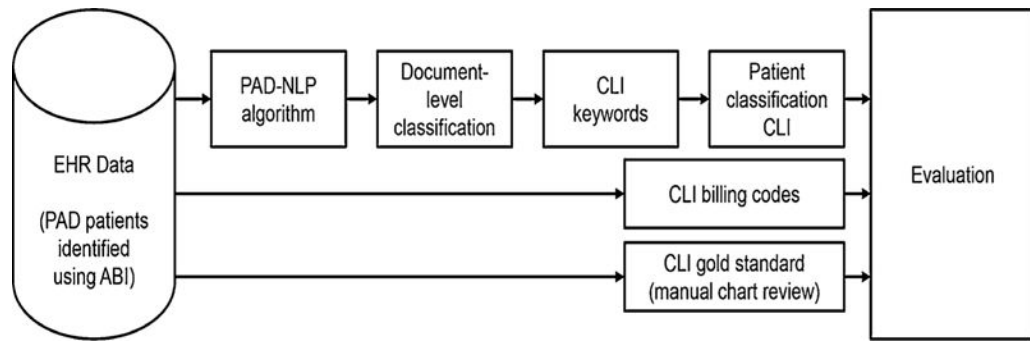 EHR Data
(PAD patients
identified
using ABI)
PAD-NLP
algorithm
Document-
level
classification
CLI
keywords
Patient
classification
CLI
CLI billing codes
CLI gold standard
(manual chart review)
Evaluation